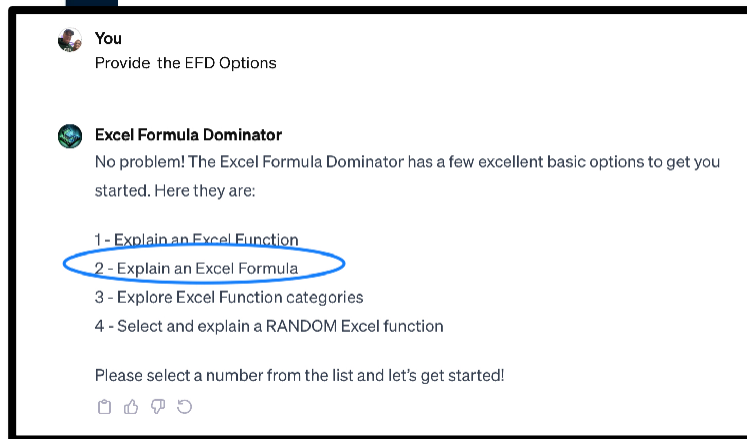 You
Provide the EFD Options
Excel Formula Dominator
No problem! The Excel Formula Dominator has a few excellent basic options to get you
started. Here they are:
1 - Explain an Excel Function
2 - Explain an Excel Formula
3 - Explore Excel Function categories
4 - Select and explain a RANDOM Excel function
Please select a number from the list and let's get started!